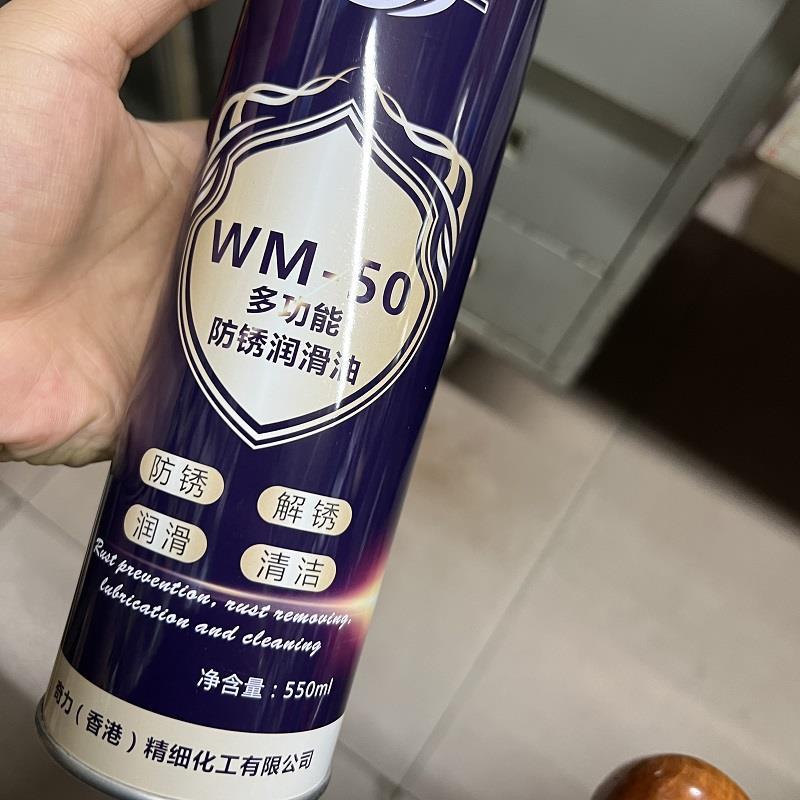 WM-50
多功能
防锈润滑油
防锈
解锈
润滑
清洁
Rust prevention, rust removing,
lubrication and cleaning
净含量：550ml
奇力（香港）精细化工有限公司